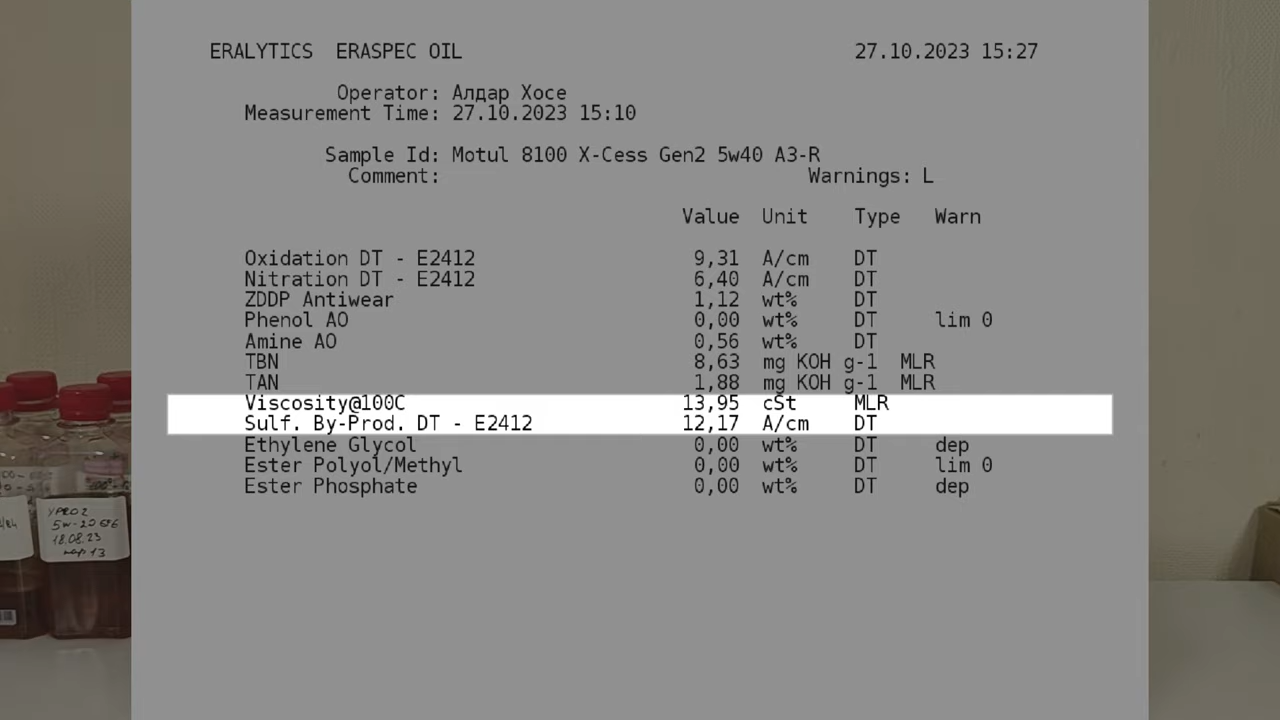 ERALYTICS ERASPEC OIL 27.10.2023 15:27
Operator: Алдар Хосе
Measurement Time: 27.10.2023 15:10
Sample Id: Motul 8100 X-Cess Gen2 5w40 A3-R
Comment: Warnings: L
Value Unit Type Warn
Oxidation DT - E2412 9,31 A/cm DT
Nitration DT - E2412 6,40 A/cm DT
ZDDP Antiwear 1,12 wt% DT
Phenol AO 0,00 wt% DT lim 0
Amine AO 0,56 wt% DT
TBN 8,63 mg KOH g-1 MLR
TAN 1,88 mg KOH g-1 MLR
Viscosity@100C 13,95 cSt MLR
Sulf. By-Prod. DT - E2412 12,17 A/cm DT
Ethylene Glycol 0,00 wt% DT dep
Ester Polyol/Methyl 0,00 wt% DT lim 0
Ester Phosphate 0,00 wt% DT dep
5w-20
18.08.23